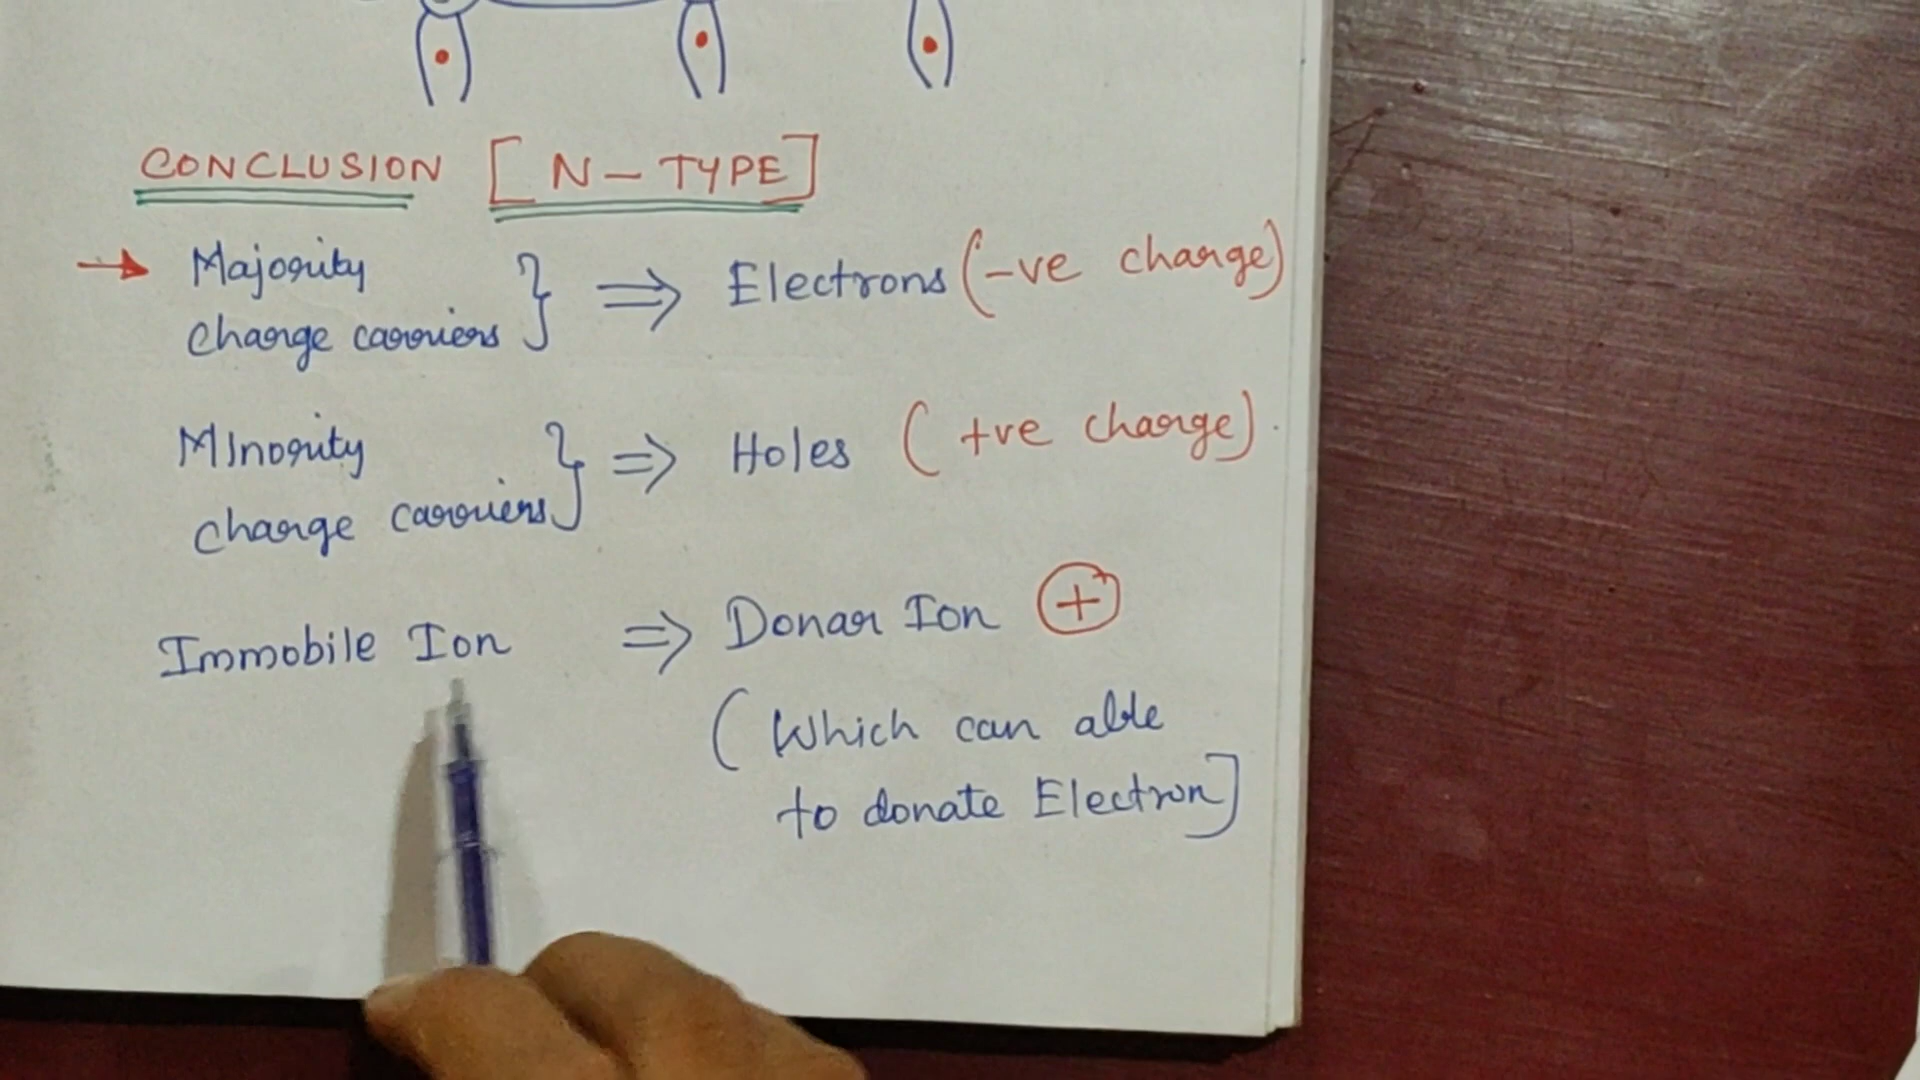 CONCLUSION [N-TYPE]
→ Majority
charge carriers } ⇒ Electrons (-ve charge)
MInority
charge carriers } ⇒ Holes (+ve charge)
Immobile Ion ⇒ Donar Ion ⊕
(Which can able
to donate Electron]